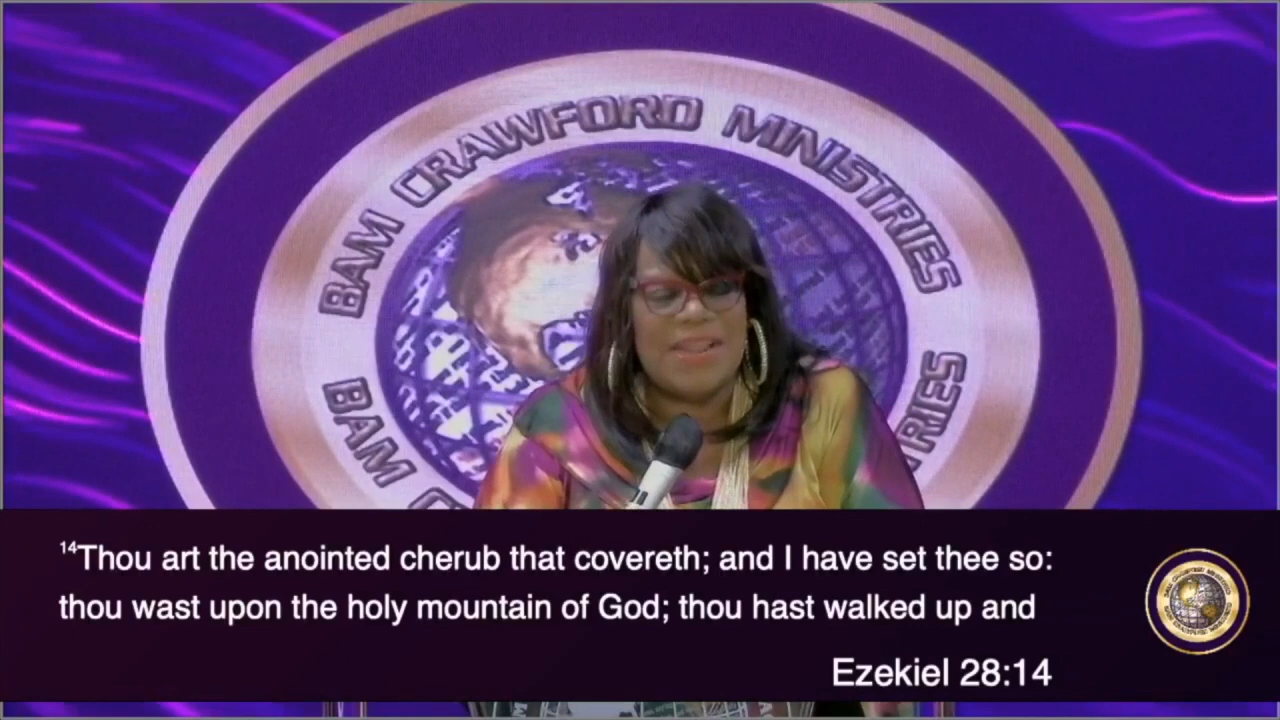 BAM CRAWFORD MINISTRIES
BAM
RIES
14Thou art the anointed cherub that covereth; and I have set thee so:
thou wast upon the holy mountain of God; thou hast walked up and
Ezekiel 28:14